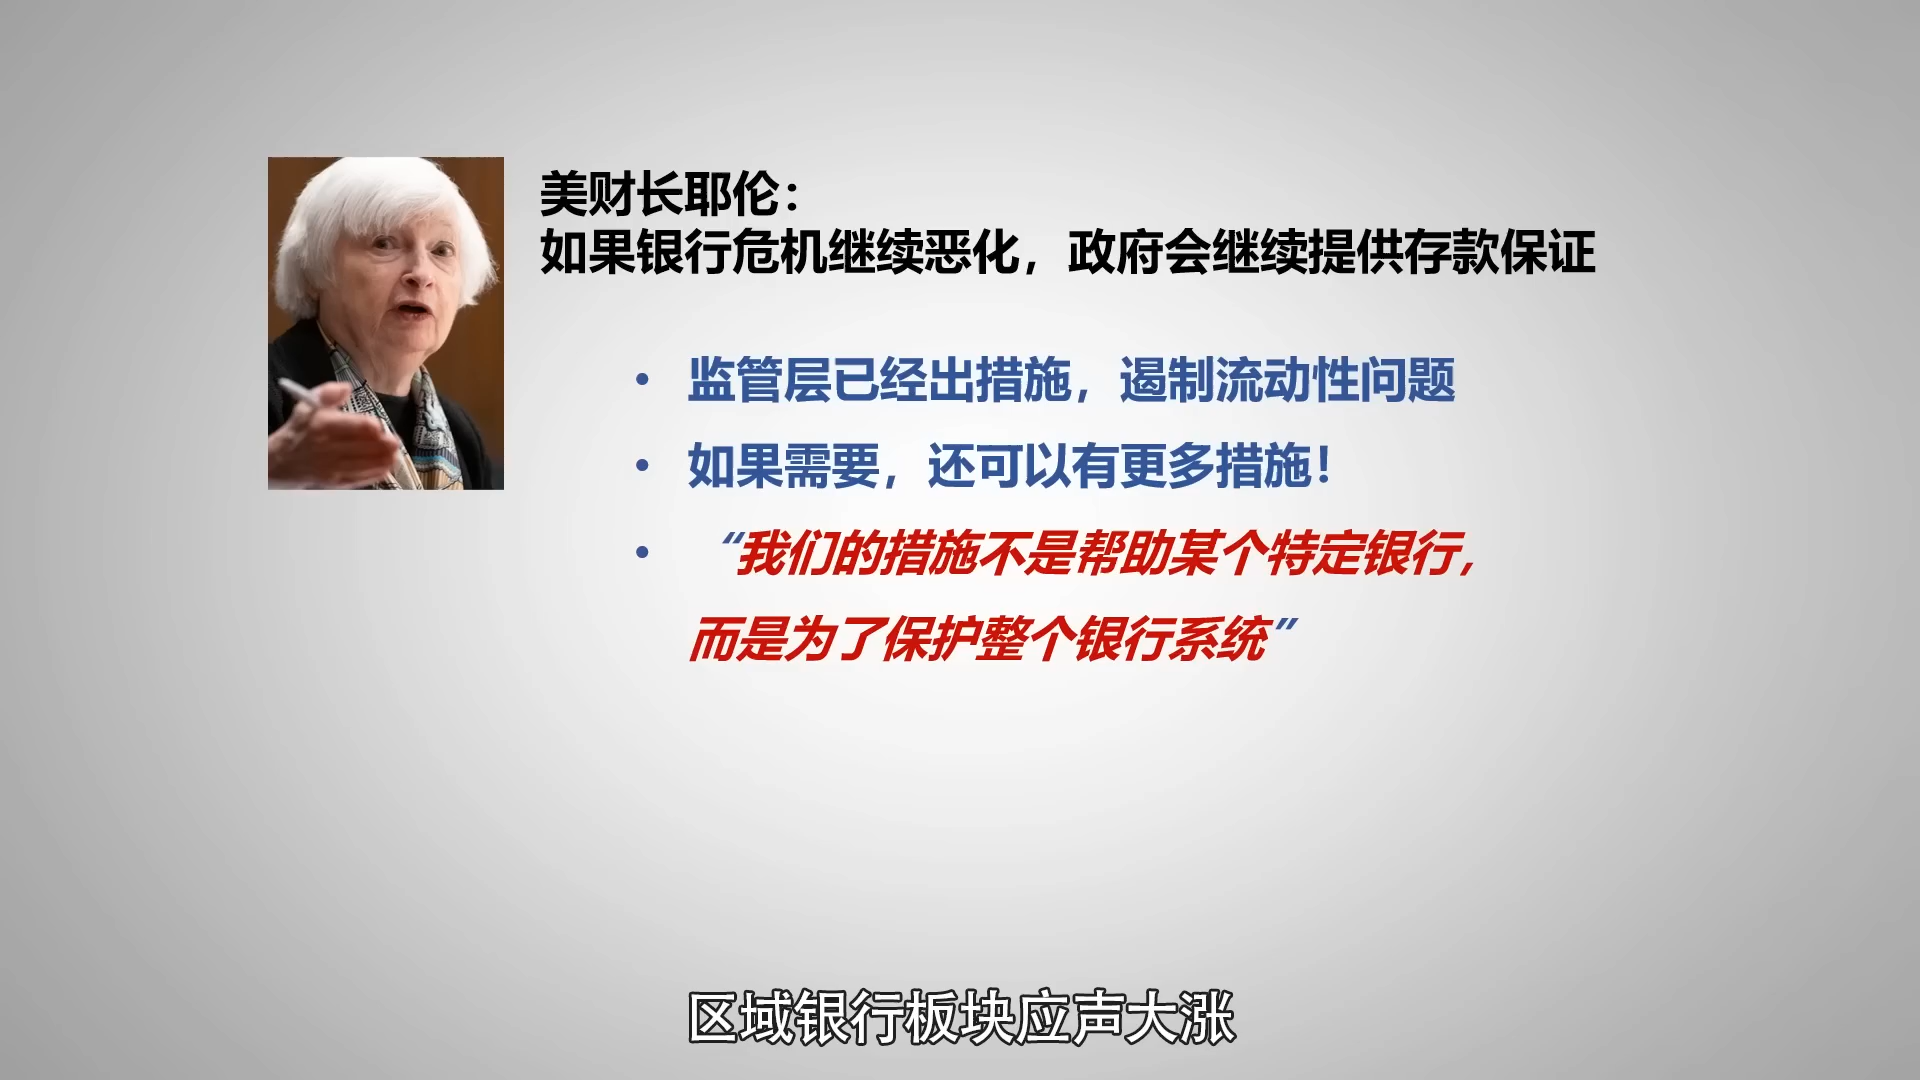 美财长耶伦：
如果银行危机继续恶化，政府会继续提供存款保证
• 监管层已经出措施，遏制流动性问题
• 如果需要，还可以有更多措施！
• “我们的措施不是帮助某个特定银行，
而是为了保护整个银行系统”
区域银行板块应声大涨